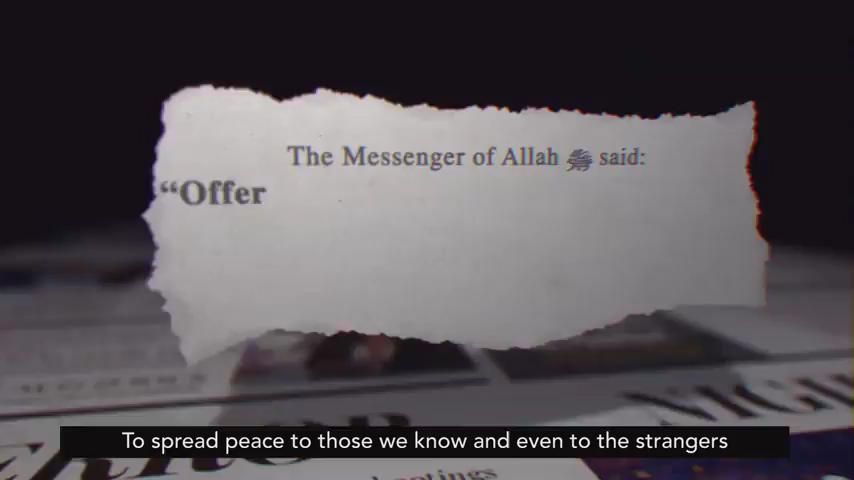 The Messenger of Allah ﷺ said:
“Offer
To spread peace to those we know and even to the strangers